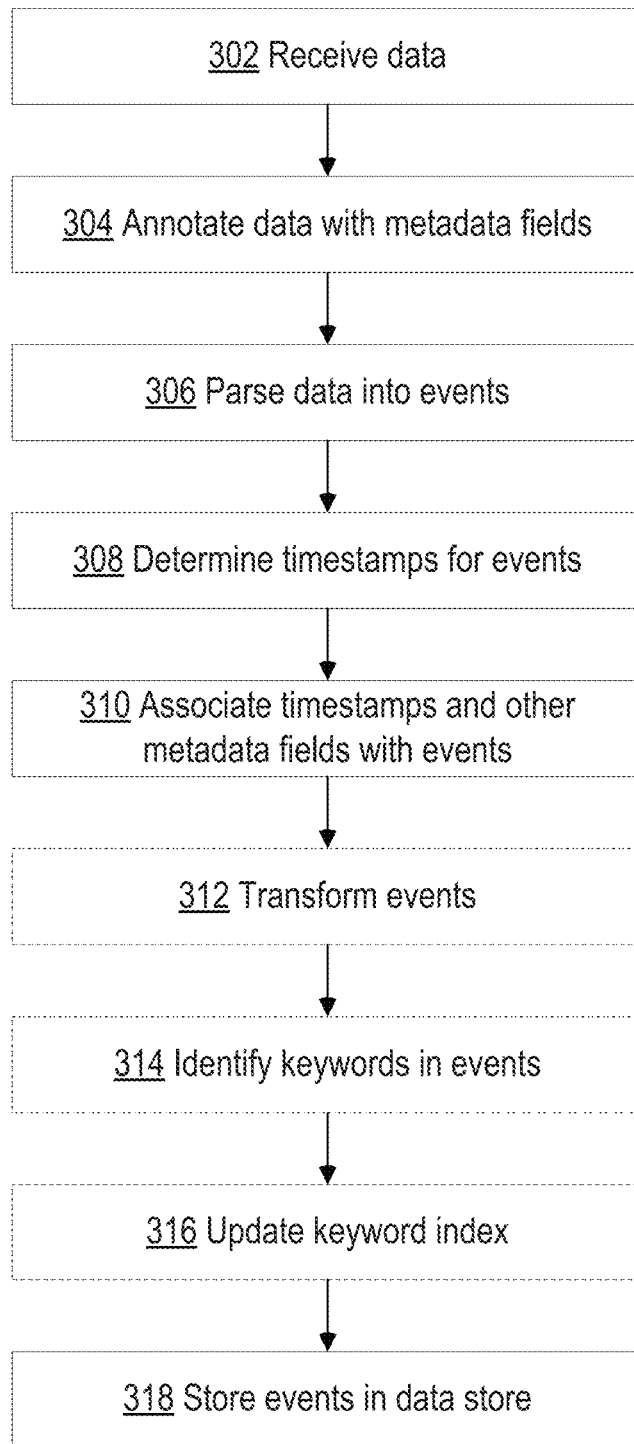 302 Receive data
304 Annotate data with metadata fields
306 Parse data into events
308 Determine timestamps for events
310 Associate timestamps and other
metadata fields with events
312 Transform events
314 Identify keywords in events
316 Update keyword index
318 Store events in data store